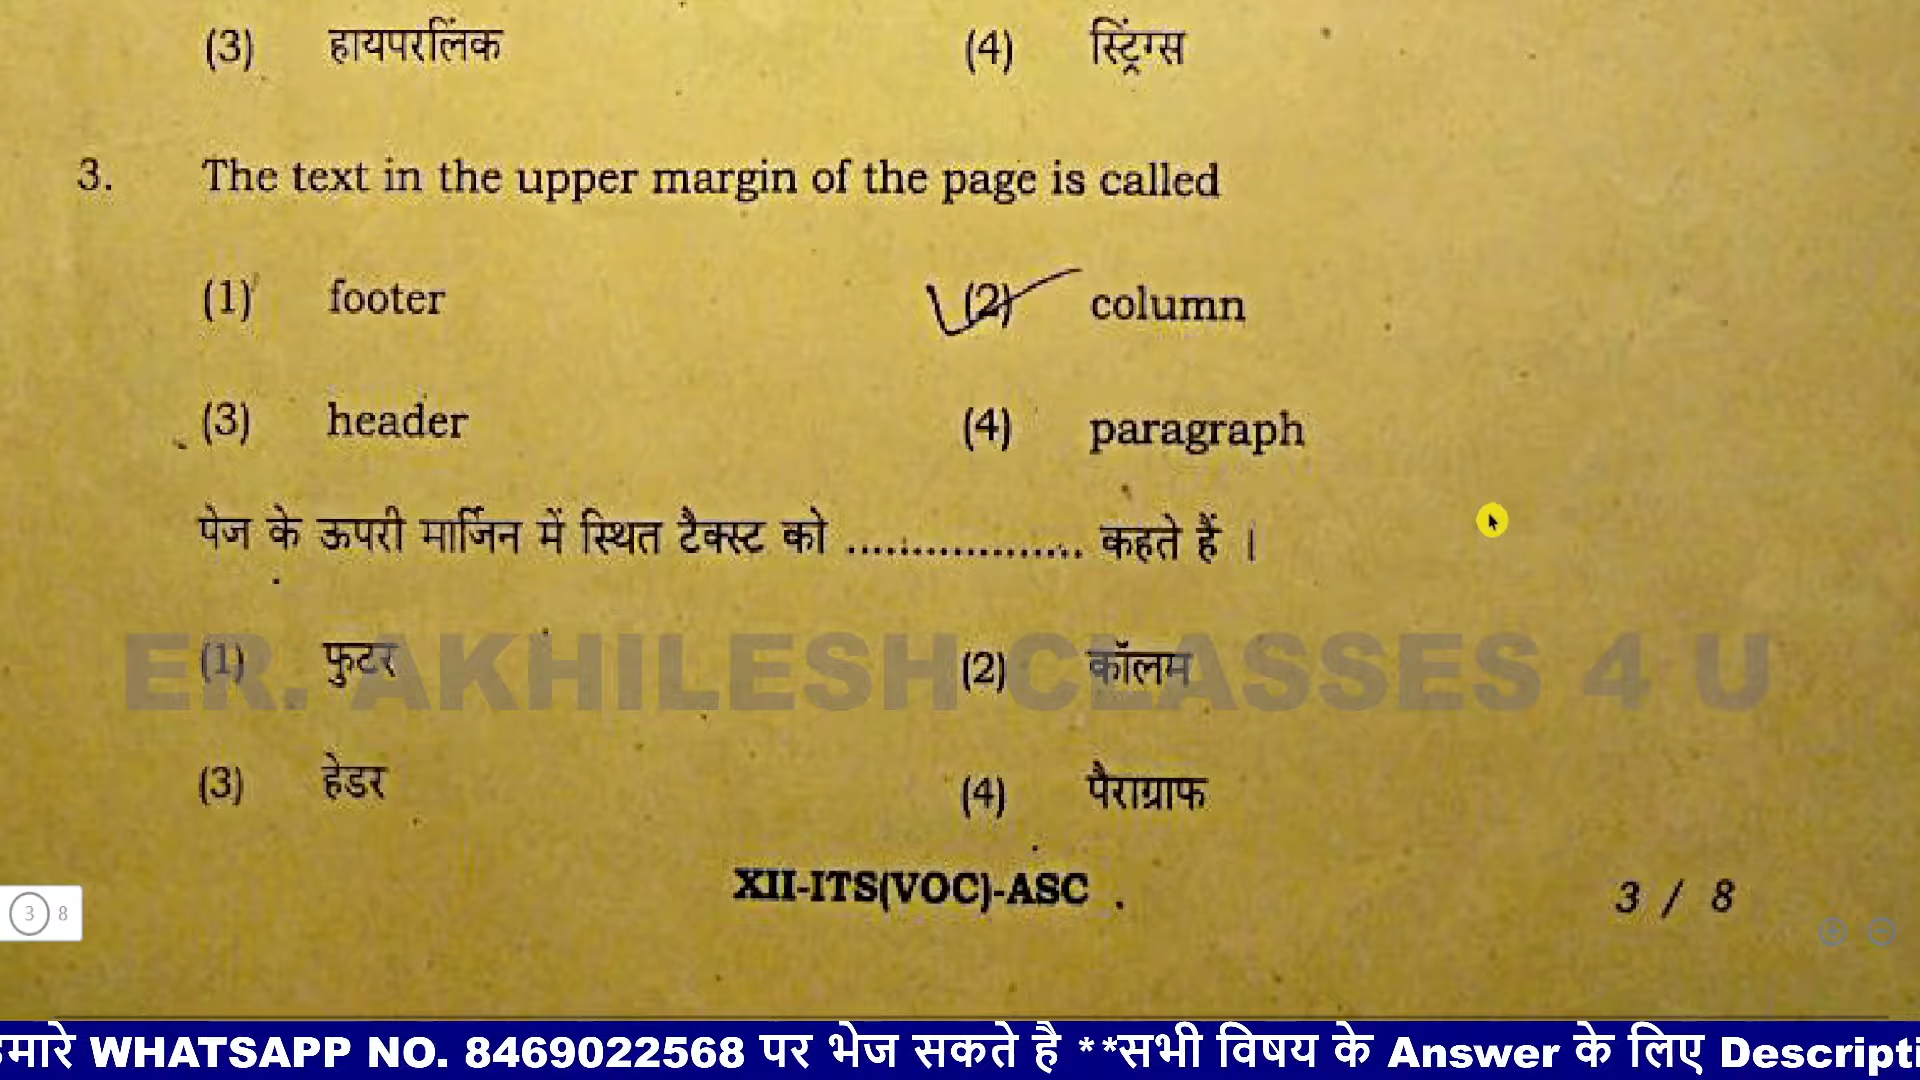 (3) हायपरलिंक (4) स्ट्रिंग्स
3. The text in the upper margin of the page is called
(1) footer (2) column
(3) header (4) paragraph
पेज के ऊपरी मार्जिन में स्थित टैक्स्ट को .................. कहते हैं ।
ER. AKHILESH CLASSES 4 U
(1) फुटर (2) कॉलम
(3) हेडर (4) पैराग्राफ
XII-ITS(VOC)-ASC 3 / 8
3 8
हमारे WHATSAPP NO. 8469022568 पर भेज सकते है **सभी विषय के Answer के लिए Descripti